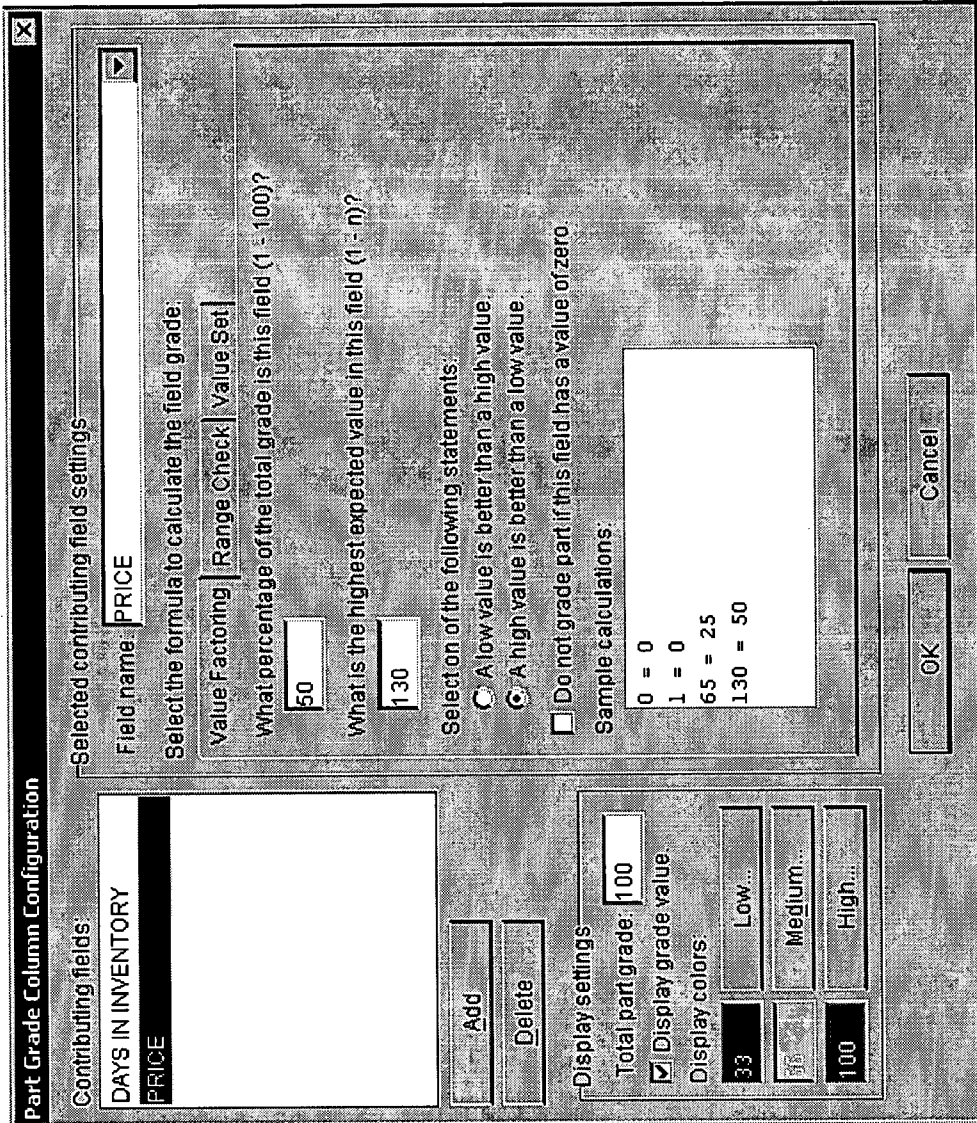 Part Grade Column Configuration
Contributing fields:
DAYS IN INVENTORY
PRICE
Add
Delete
Display settings
Total part grade: 100
Display grade value.
Display colors:
33 Low...
Medium...
100 High...
Selected contributing field settings
Field name: PRICE
Select the formula to calculate the field grade:
Value Factoring Range Check Value Set
What percentage of the total grade is this field (1 - 100)?
50
What is the highest expected value in this field (1 - n)?
130
Select on of the following statements:
A low value is better than a high value.
A high value is better than a low value.
Do not grade part if this field has a value of zero.
Sample calculations:
0 = 0
1 = 0
65 = 25
130 = 50
OK Cancel